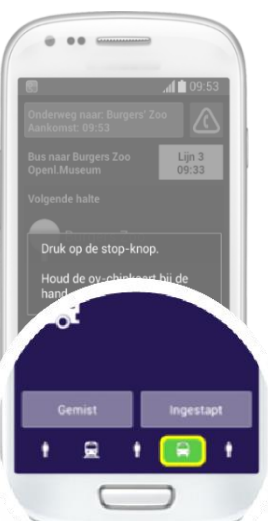 09:53
Onderweg naar: Burgers' Zoo
Aankomst: 09:53
Bus naar Burgers Zoo
Openl.Museum
Lijn 3
09:33
Volgende halte
Druk op de stop-knop.
Houd de ov-chipkaart bij de
hand
Gemist
Ingestapt